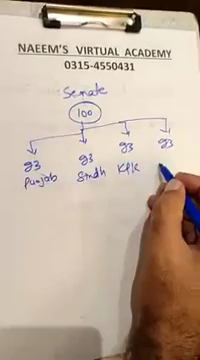 NAEEM'S VIRTUAL ACADEMY
0315-4550431
Senate
100
23 23 23 23
Punjab Sindh KPK